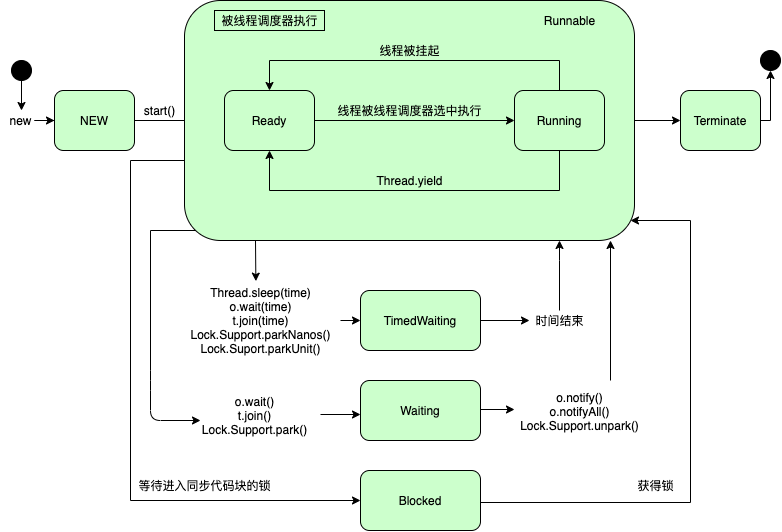 被线程调度器执行
Runnable
线程被挂起
new
NEW
start()
Ready
线程被线程调度器选中执行
Running
Terminate
Thread.yield
Thread.sleep(time)
o.wait(time)
t.join(time)
Lock.Support.parkNanos()
Lock.Suport.parkUnit()
TimedWaiting
时间结束
o.wait()
t.join()
Lock.Support.park()
Waiting
o.notify()
o.notifyAll()
Lock.Support.unpark()
等待进入同步代码块的锁
Blocked
获得锁